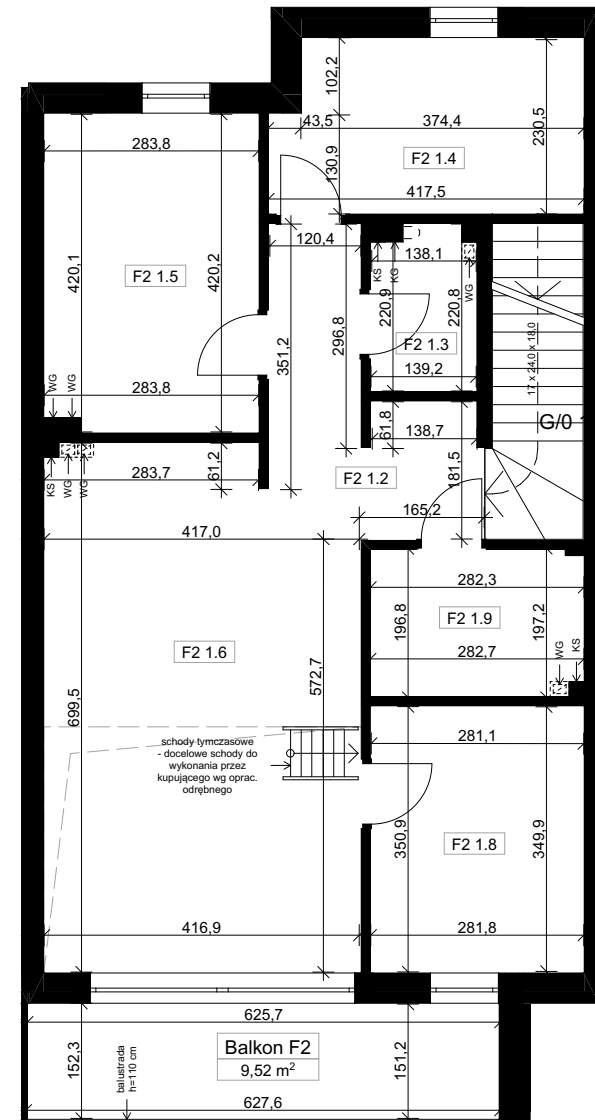 102,2
230,5
43,5
374,4
283,8
130,9
F2 1.4
417,5
120,4
138,1
420,1
F2 1.5
420,2
KS
KG
WG
220,9
220,8
296,8
351,2
F2 1.3
17 x 24,0 x 18,0
283,8
139,2
WG
WG
61,8
138,7
G/0
61,2
KS
WG
WG
283,7
F2 1.2
181,5
165,2
417,0
282,3
196,8
F2 1.9
197,2
F2 1.6
282,7
WG
KS
699,5
572,7
schody tymczasowe
- docelowe schody do
wykonania przez
kupującego wg oprac.
odrębnego
281,1
350,9
F2 1.8
349,9
416,9
281,8
625,7
152,3
balustrada
h=110 cm
Balkon F2
9,52 m²
151,2
627,6